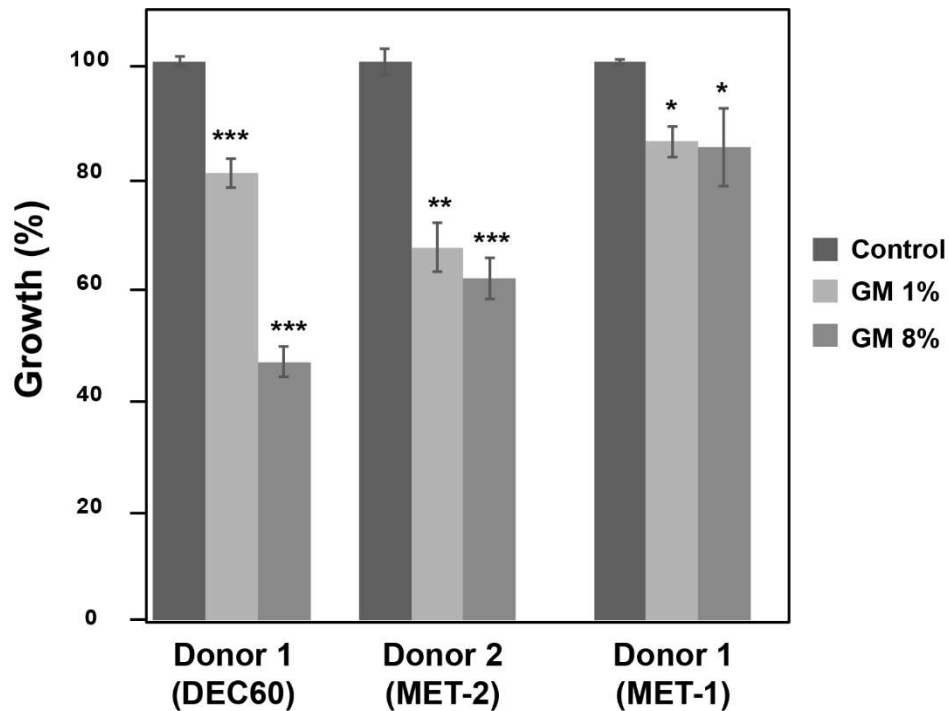 Growth (%)
100
80
60
40
20
0
***
***
**
***
*
*
Control
GM 1%
GM 8%
Donor 1
(DEC60)
Donor 2
(MET-2)
Donor 1
(MET-1)